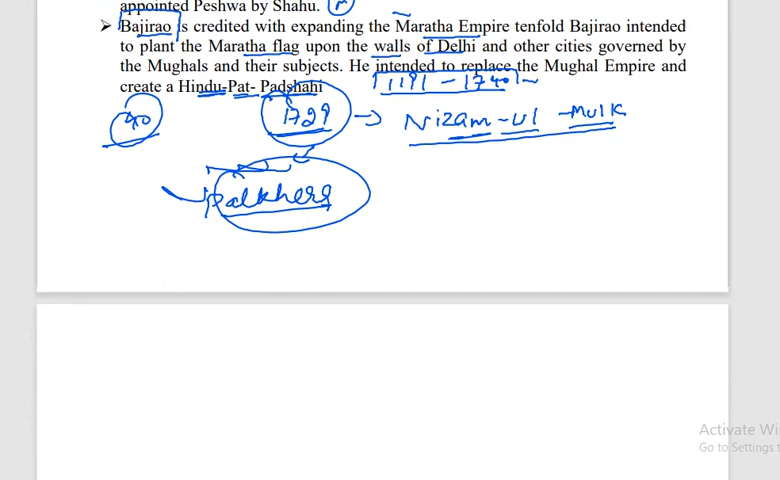 appointed Peshwa by Shahu.
➢ Bajirao is credited with expanding the Maratha Empire tenfold Bajirao intended
to plant the Maratha flag upon the walls of Delhi and other cities governed by
the Mughals and their subjects. He intended to replace the Mughal Empire and
create a Hindu-Pat- Padshahi
1740
40
Nizam-ul-Mulk
Palkhera
Activate Wi
Go to Settings t